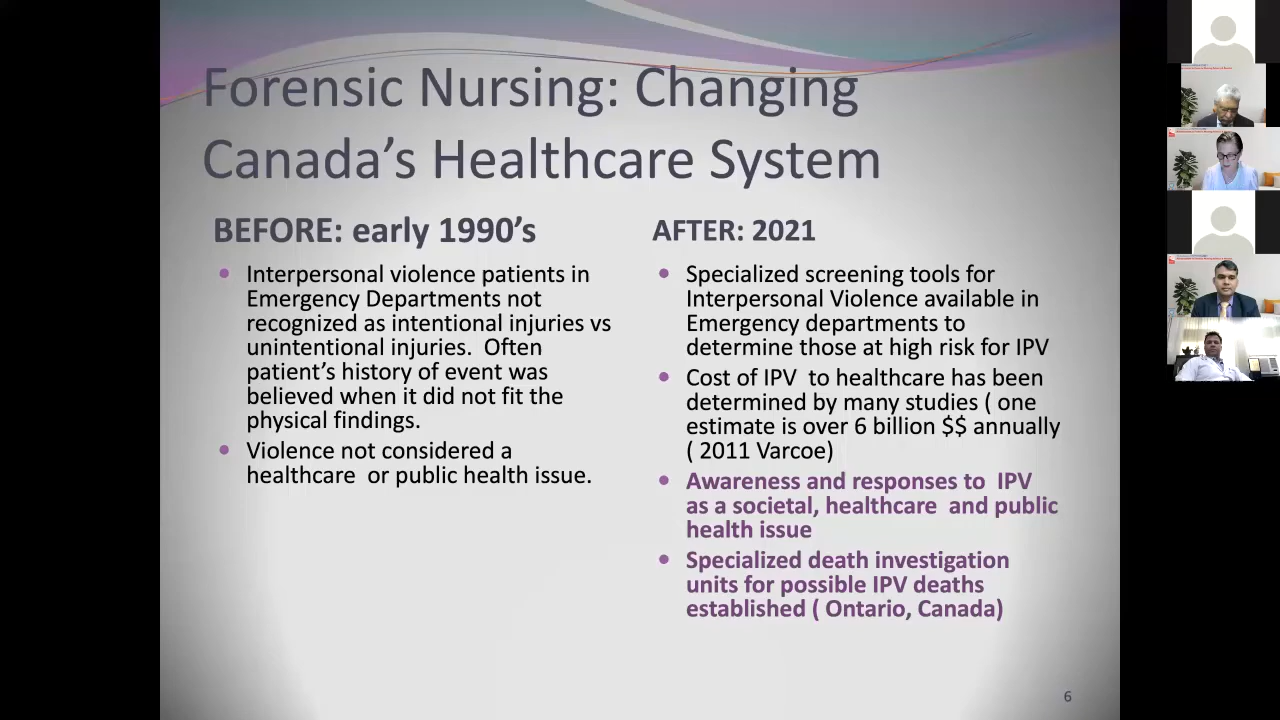 Forensic Nursing: Changing
Canada's Healthcare System
BEFORE: early 1990's
• Interpersonal violence patients in
Emergency Departments not
recognized as intentional injuries vs
unintentional injuries.  Often
patient's history of event was
believed when it did not fit the
physical findings.
• Violence not considered a
healthcare  or public health issue.
AFTER: 2021
• Specialized screening tools for
Interpersonal Violence available in
Emergency departments to
determine those at high risk for IPV
• Cost of IPV  to healthcare has been
determined by many studies ( one
estimate is over 6 billion $$ annually
( 2011 Varcoe)
• Awareness and responses to  IPV
as a societal, healthcare  and public
health issue
• Specialized death investigation
units for possible IPV deaths
established ( Ontario, Canada)
6